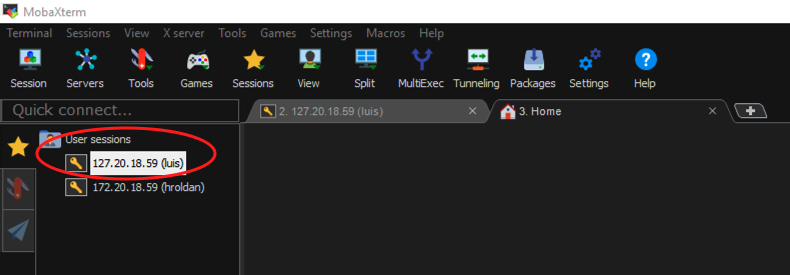 MobaXterm
Terminal Sessions View X server Tools Games Settings Macros Help
Session Servers Tools Games Sessions View Split MultiExec Tunneling Packages Settings Help
Quick connect... 2. 127.20.18.59 (luis) 3. Home
User sessions
127.20.18.59 (luis)
172.20.18.59 (hroldan)